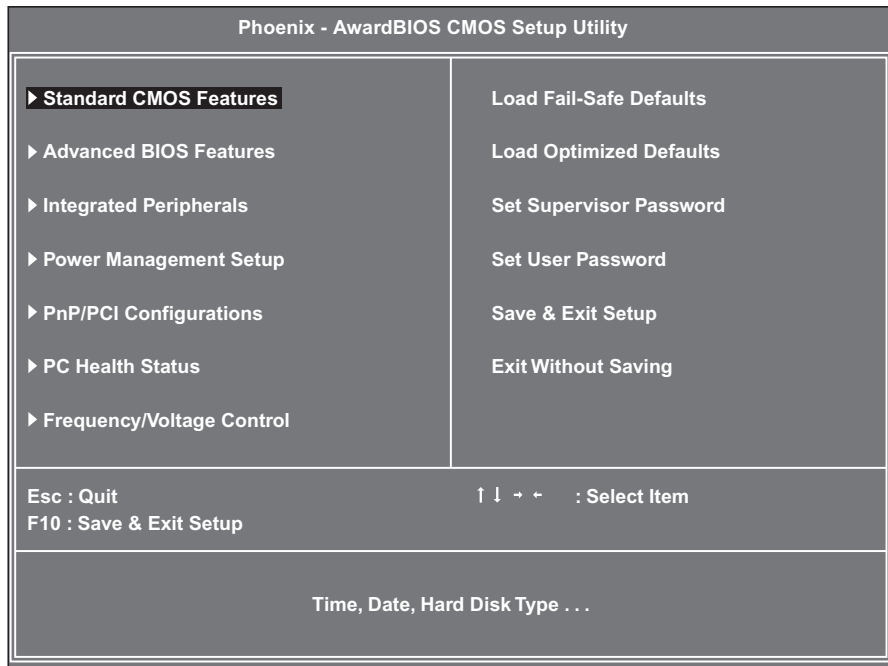 Phoenix - AwardBIOS CMOS Setup Utility
Standard CMOS Features
Advanced BIOS Features
Integrated Peripherals
Power Management Setup
PnP/PCI Configurations
PC Health Status
Frequency/Voltage Control
Load Fail-Safe Defaults
Load Optimized Defaults
Set Supervisor Password
Set User Password
Save & Exit Setup
Exit Without Saving
Esc : Quit
F10 : Save & Exit Setup
↑ ↓ → ← : Select Item
Time, Date, Hard Disk Type . . .